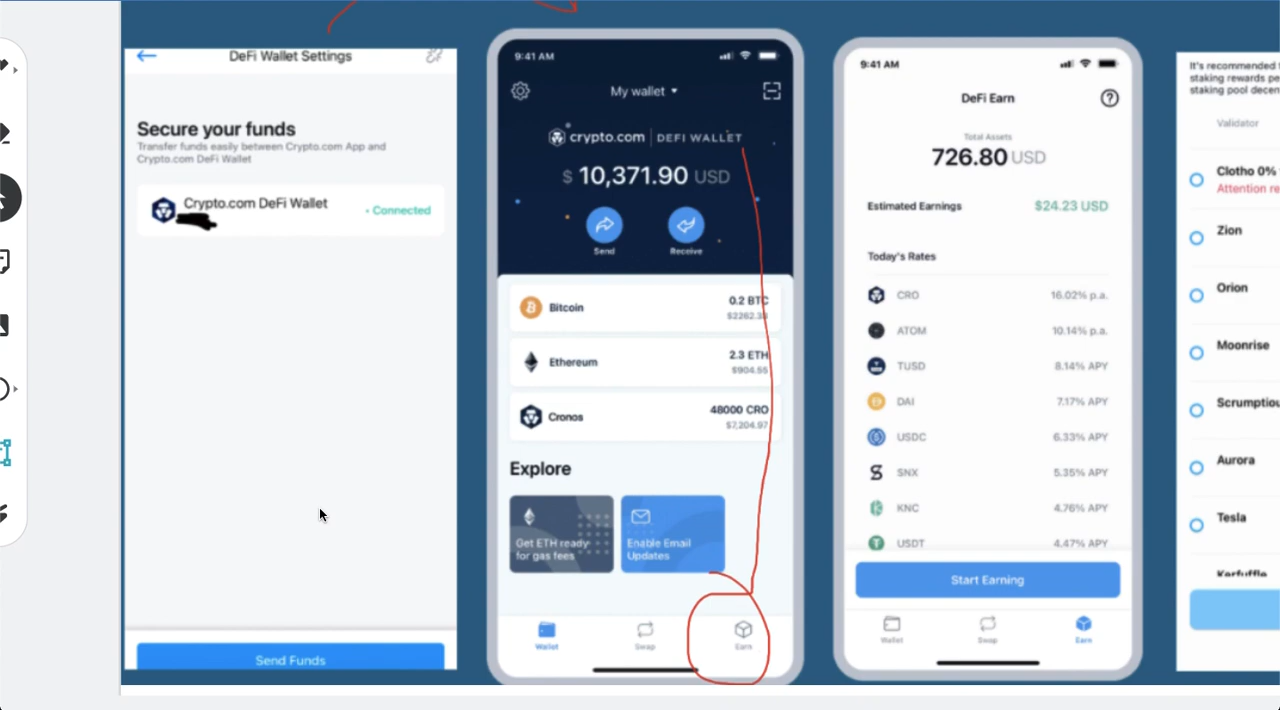 DeFi Wallet Settings
Secure your funds
Transfer funds easily between Crypto.com App and
Crypto.com DeFi Wallet
Crypto.com DeFi Wallet
• Connected
Send Funds
9:41 AM
My wallet
crypto.com | DEFI WALLET
$ 10,371.90 USD
Send
Receive
Bitcoin
0.2 BTC
Ethereum
2.3 ETH
$904.55
Cronos
48000 CRO
$7,204.97
Explore
Get ETH ready
for gas fees
Enable Email
Updates
Wallet
Swap
Earn
9:41 AM
DeFi Earn
Total Assets
726.80 USD
Estimated Earnings
$24.23 USD
Today's Rates
CRO
16.02% p.a.
ATOM
10.14% p.a.
TUSD
8.14% APY
DAI
7.17% APY
USDC
6.33% APY
SNX
5.35% APY
KNC
4.76% APY
USDT
4.47% APY
Start Earning
Wallet
Swap
Earn
It's recommended
staking rewards pe
staking pool decen
Validator
Clotho 0%
Attention re
Zion
Orion
Moonrise
Scrumptiou
Aurora
Tesla